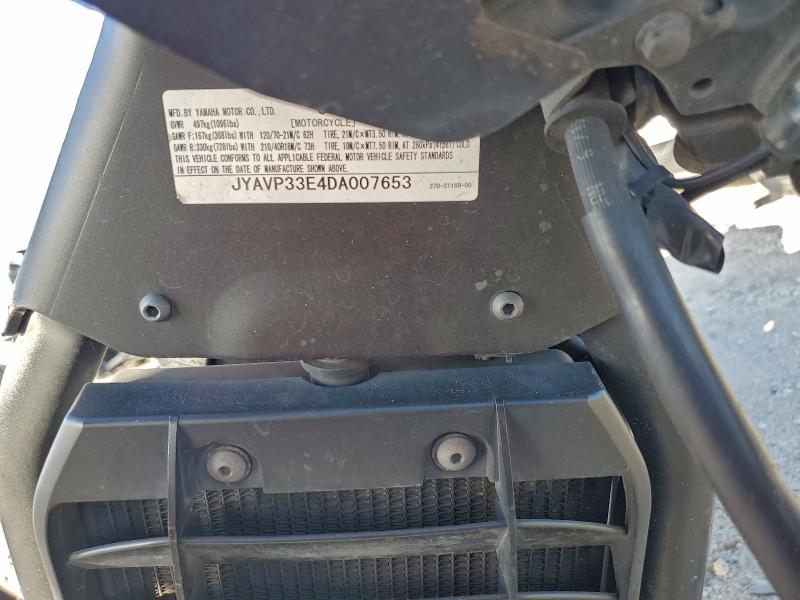 MFD.BY YAMAHA MOTOR CO.,LTD.
GVWR 497kg(1096lbs) [MOTORCYCLE]
GAWR F:167kg(368lbs) WITH 120/70-21M/C 62H TIRE, 21M/C×MT3.50 RIM,
GAWR R:330kg(728lbs) WITH 210/40R18M/C 73H TIRE, 18M/C×MT7.50 RIM, AT 280kPa(41psi) COLD
THIS VEHICLE CONFORMS TO ALL APPLICABLE FEDERAL MOTOR VEHICLE SAFETY STANDARDS
IN EFFECT ON THE DATE OF MANUFACTURE SHOWN ABOVE.
JYAVP33E4DA007653 27D-2118B-00